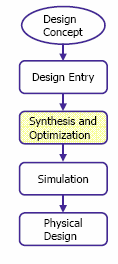 Design
Concept
Design Entry
Synthesis and
Optimization
Simulation
Physical
Design